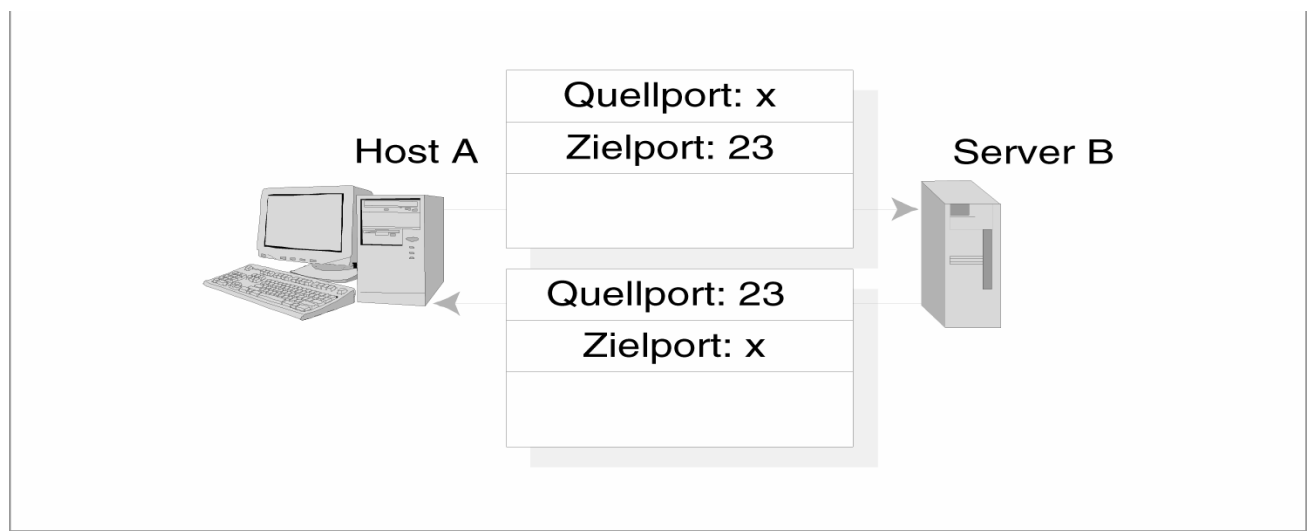 Host A
Quellport: x
Zielport: 23
Server B
Quellport: 23
Zielport: x